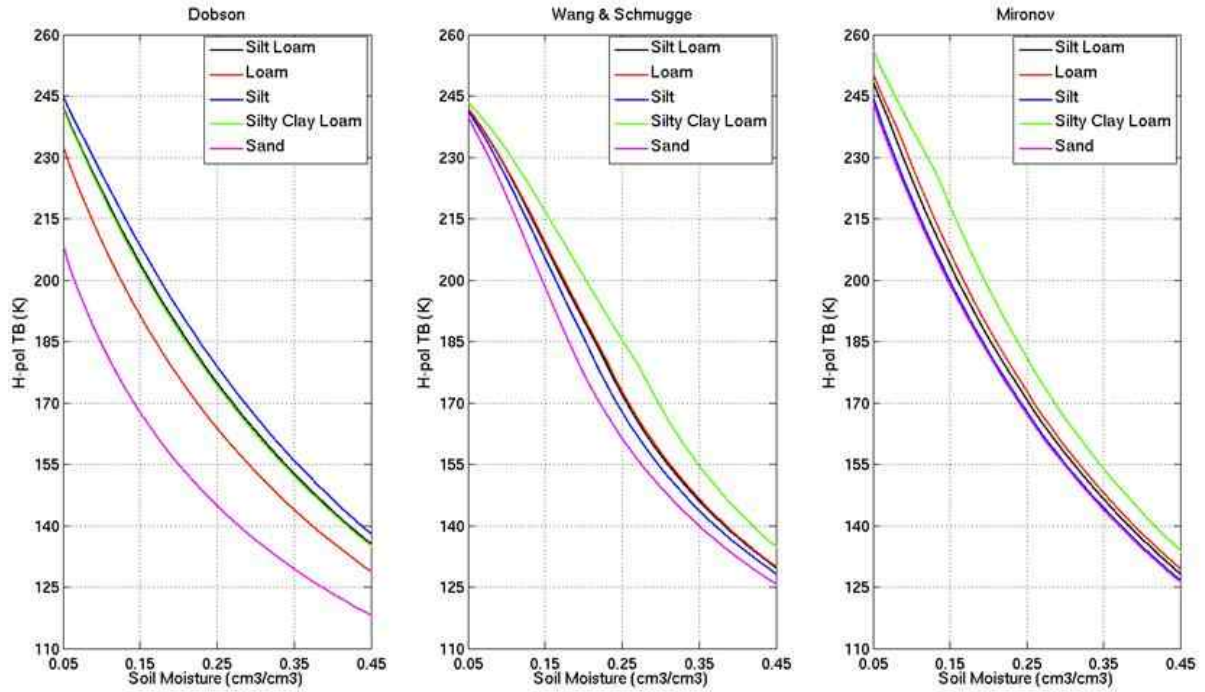 Dobson
260
245
230
215
200
185
170
155
140
125
110
H-pol TB (K)
Silt Loam
Loam
Silt
Silty Clay Loam
Sand
0.05
0.15
0.25
0.35
0.45
Soil Moisture (cm3/cm3)
Wang & Schmugge
260
245
230
215
200
185
170
155
140
125
110
H-pol TB (K)
Silt Loam
Loam
Silt
Silty Clay Loam
Sand
0.05
0.15
0.25
0.35
0.45
Soil Moisture (cm3/cm3)
Mironov
260
245
230
215
200
185
170
155
140
125
110
H-pol TB (K)
Silt Loam
Loam
Silt
Silty Clay Loam
Sand
0.05
0.15
0.25
0.35
0.45
Soil Moisture (cm3/cm3)